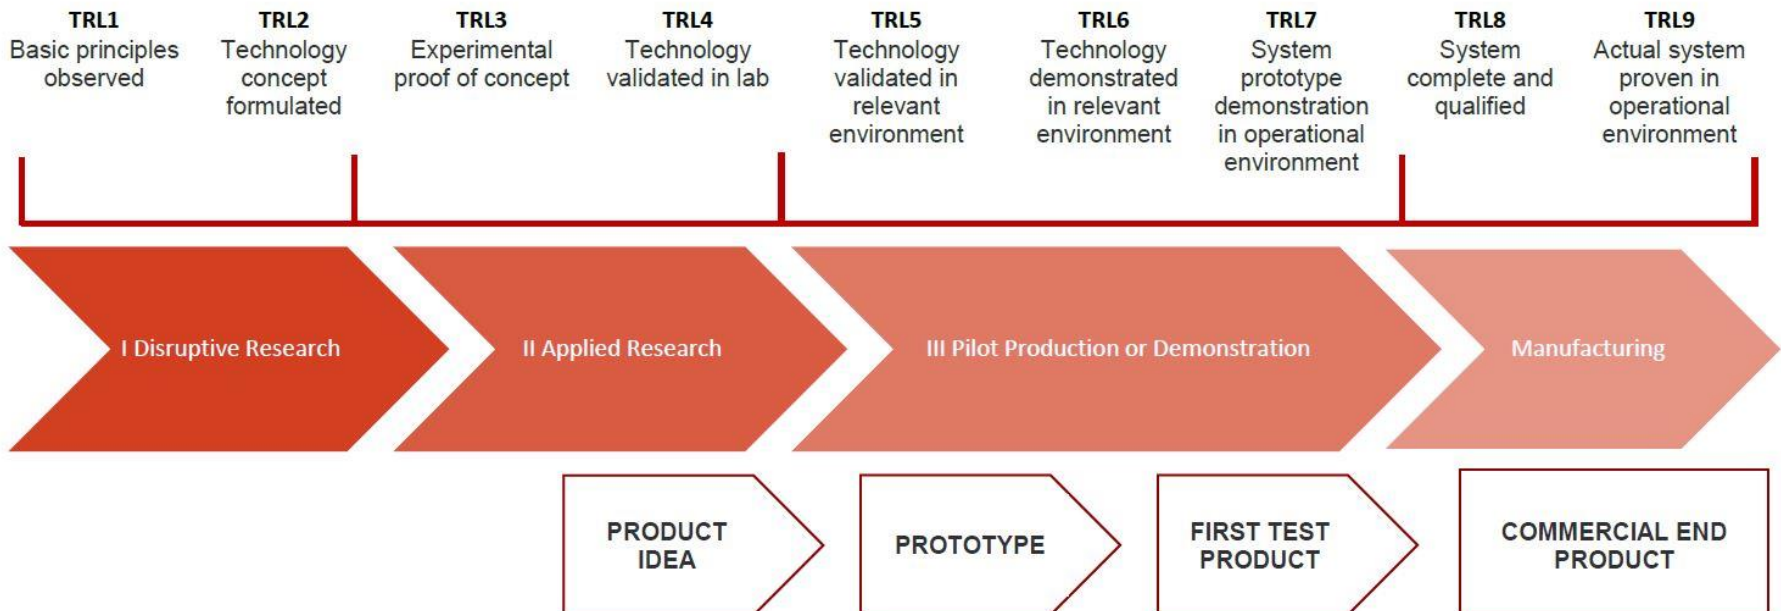 TRL1
Basic principles
observed
TRL2
Technology
concept
formulated
TRL3
Experimental
proof of concept
TRL4
Technology
validated in lab
TRL5
Technology
validated in
relevant
environment
TRL6
Technology
demonstrated
in relevant
environment
TRL7
System
prototype
demonstration
in operational
environment
TRL8
System
complete and
qualified
TRL9
Actual system
proven in
operational
environment
I Disruptive Research
II Applied Research
III Pilot Production or Demonstration
Manufacturing
PRODUCT
IDEA
PROTOTYPE
FIRST TEST
PRODUCT
COMMERCIAL END
PRODUCT